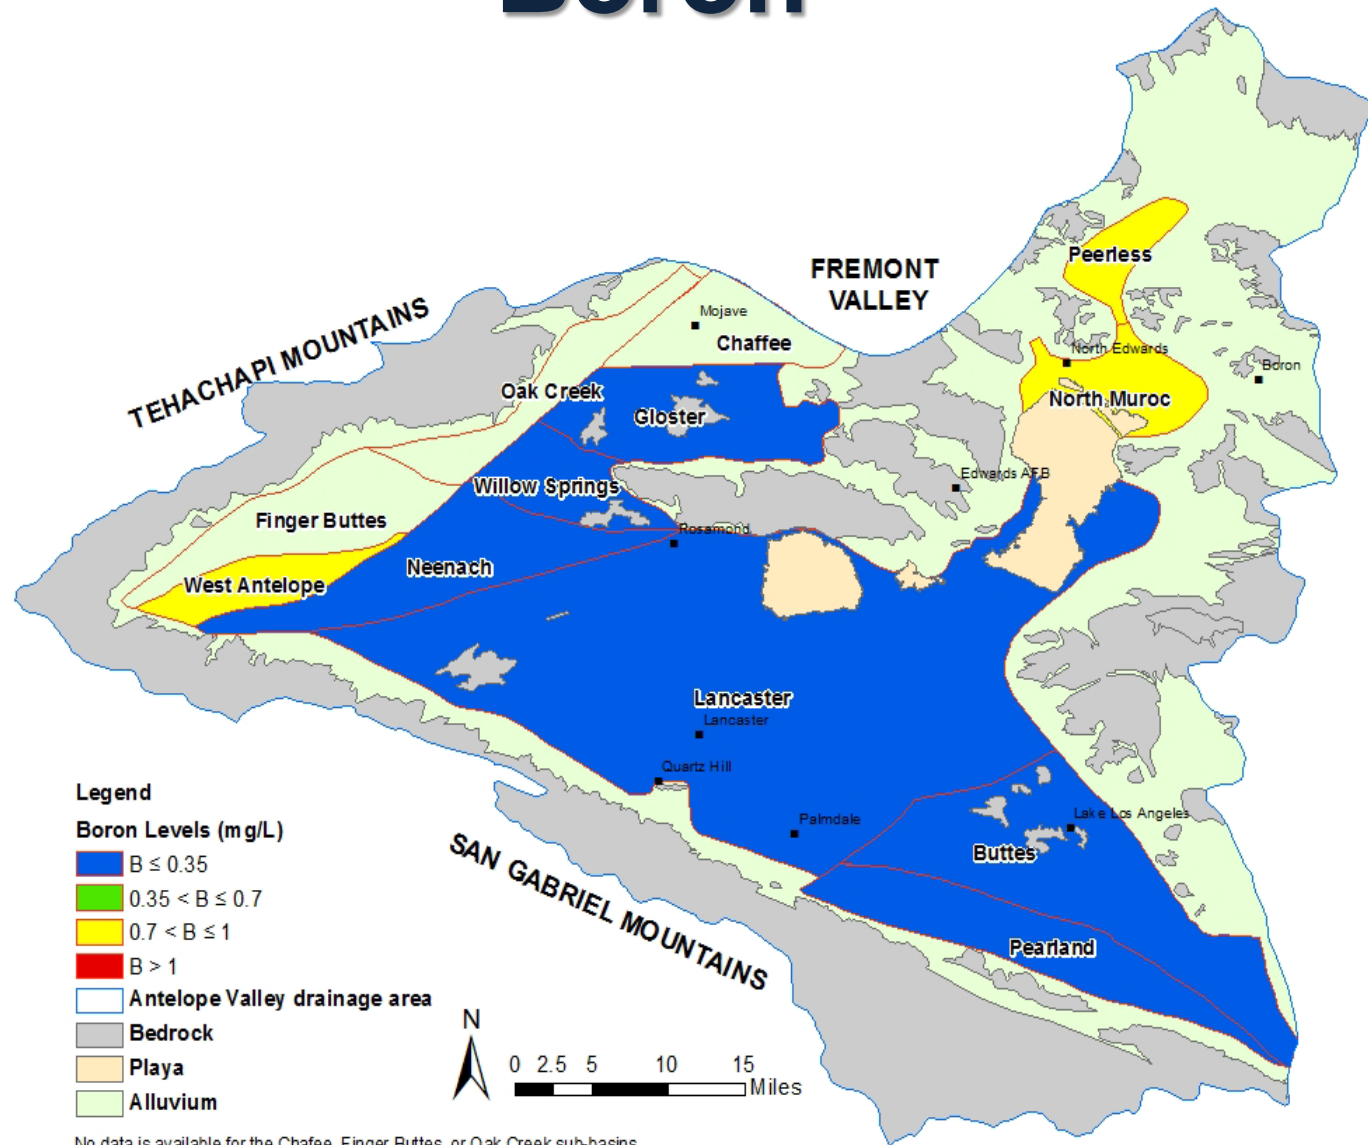 Boron
FREMONT
VALLEY
TEHACHAPI MOUNTAINS
Peerless
Mojave
Chaffee
North Edwards
Boron
Oak Creek
North Muroc
Gloster
Edwards AFB
Willow Springs
Finger Buttes
Rosamond
Neenach
West Antelope
Lancaster
Lancaster
Quartz Hill
Palmdale
Lake Los Angeles
Buttes
SAN GABRIEL MOUNTAINS
Pearland
Legend
Boron Levels (mg/L)
B ≤ 0.35
0.35 < B ≤ 0.7
0.7 < B ≤ 1
B > 1
Antelope Valley drainage area
Bedrock
Playa
Alluvium
N
0 2.5 5 10 15
Miles
No data is available for the Chafee, Finger Buttes, or Oak Creek sub-basins